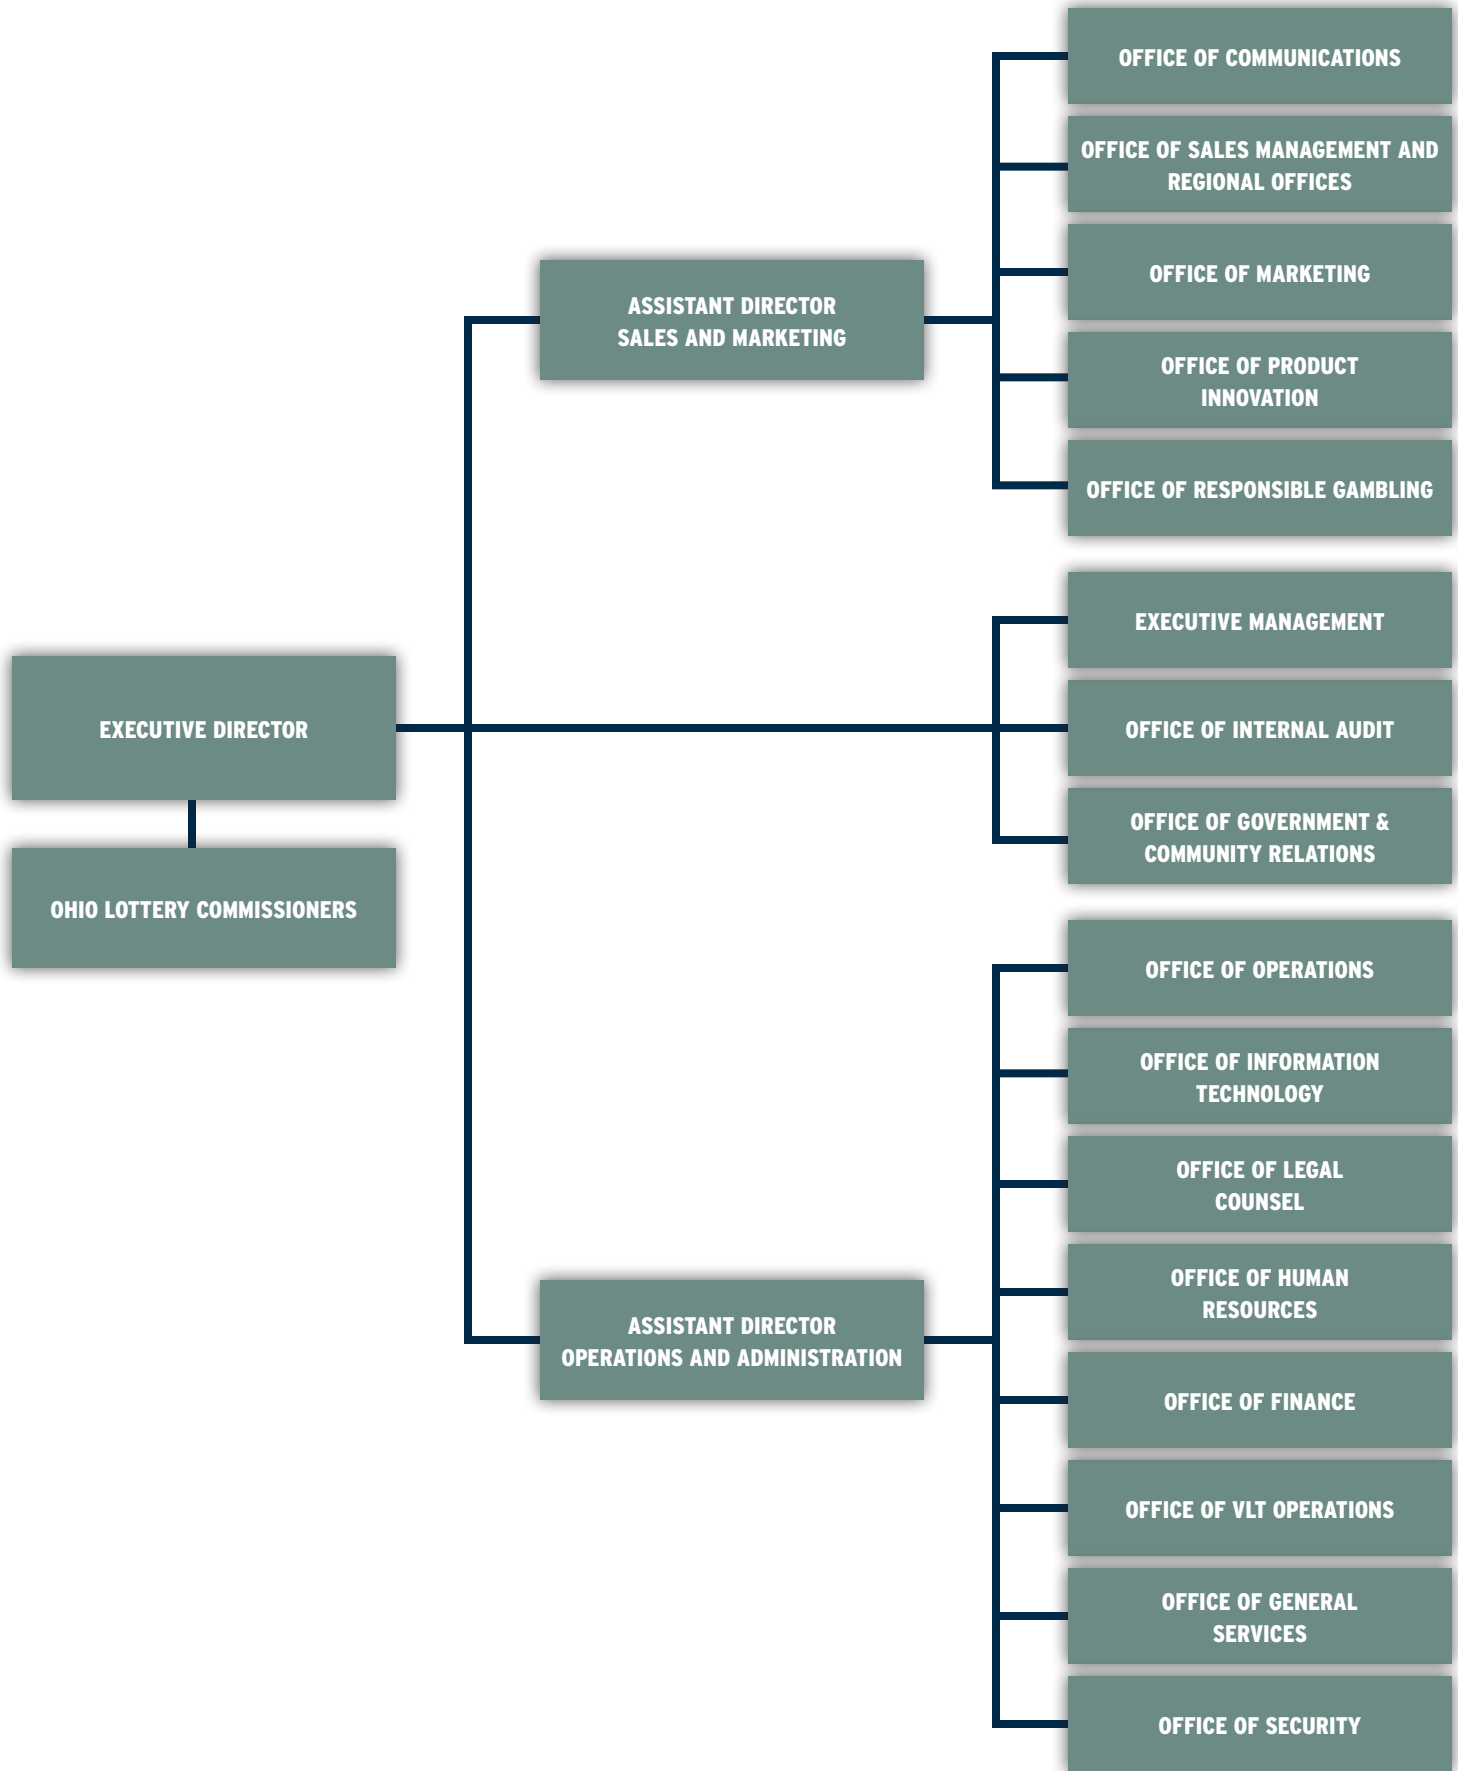 OFFICE OF COMMUNICATIONS
OFFICE OF SALES MANAGEMENT AND
REGIONAL OFFICES
OFFICE OF MARKETING
ASSISTANT DIRECTOR
SALES AND MARKETING
OFFICE OF PRODUCT
INNOVATION
OFFICE OF RESPONSIBLE GAMBLING
EXECUTIVE MANAGEMENT
EXECUTIVE DIRECTOR
OFFICE OF INTERNAL AUDIT
OFFICE OF GOVERNMENT &
COMMUNITY RELATIONS
OHIO LOTTERY COMMISSIONERS
OFFICE OF OPERATIONS
OFFICE OF INFORMATION
TECHNOLOGY
OFFICE OF LEGAL
COUNSEL
OFFICE OF HUMAN
RESOURCES
ASSISTANT DIRECTOR
OPERATIONS AND ADMINISTRATION
OFFICE OF FINANCE
OFFICE OF VLT OPERATIONS
OFFICE OF GENERAL
SERVICES
OFFICE OF SECURITY